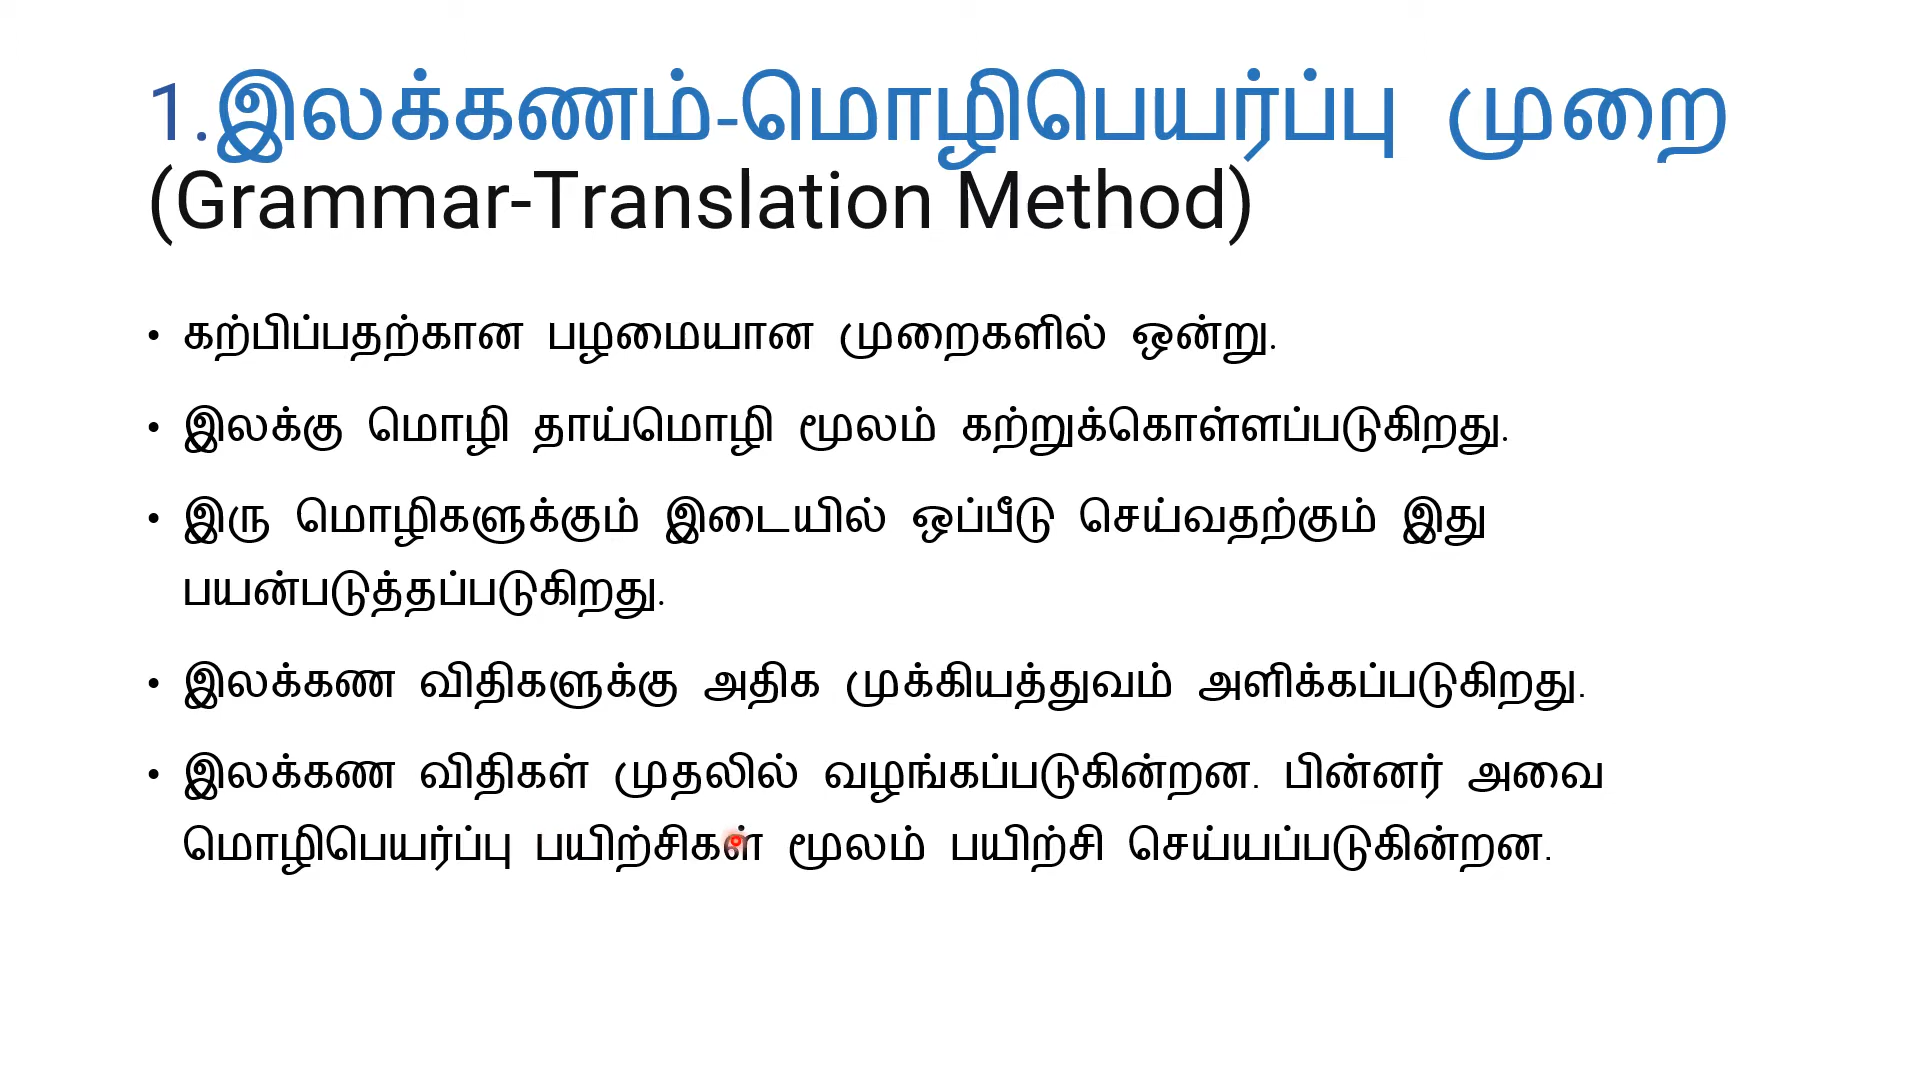 1.இலக்கணம்-மொழிபெயர்ப்பு முறை
(Grammar-Translation Method)
• கற்பிப்பதற்கான பழமையான முறைகளில் ஒன்று.
• இலக்கு மொழி தாய்மொழி மூலம் கற்றுக்கொள்ளப்படுகிறது.
• இரு மொழிகளுக்கும் இடையில் ஒப்பீடு செய்வதற்கும் இது
பயன்படுத்தப்படுகிறது.
• இலக்கண விதிகளுக்கு அதிக முக்கியத்துவம் அளிக்கப்படுகிறது.
• இலக்கண விதிகள் முதலில் வழங்கப்படுகின்றன. பின்னர் அவை
மொழிபெயர்ப்பு பயிற்சிகள் மூலம் பயிற்சி செய்யப்படுகின்றன.